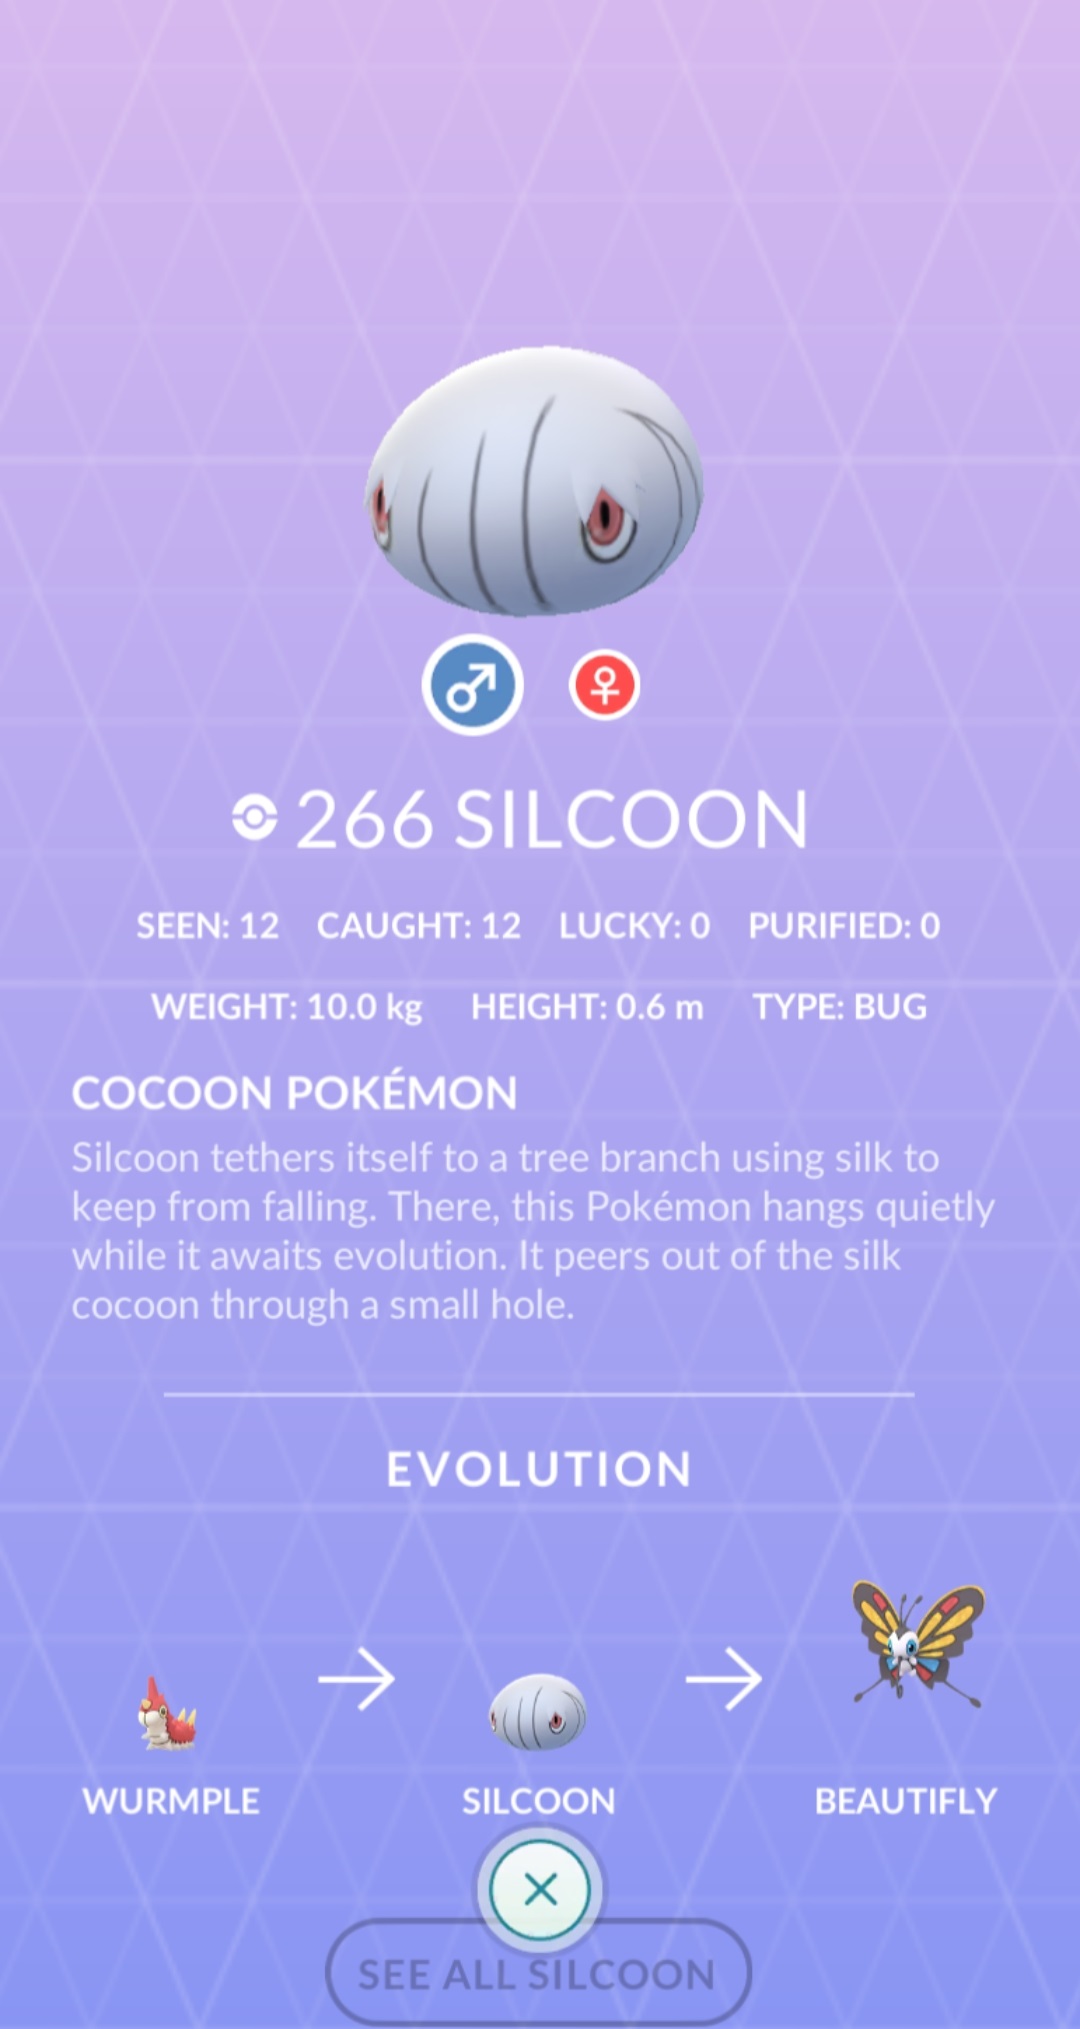 266 SILCOON
SEEN: 12 CAUGHT: 12 LUCKY: 0 PURIFIED: 0
WEIGHT: 10.0 kg HEIGHT: 0.6 m TYPE: BUG
COCOON POKÉMON
Silcoon tethers itself to a tree branch using silk to
keep from falling. There, this Pokémon hangs quietly
while it awaits evolution. It peers out of the silk
cocoon through a small hole.
EVOLUTION
WURMPLE SILCOON BEAUTIFLY
SEE ALL SILCOON